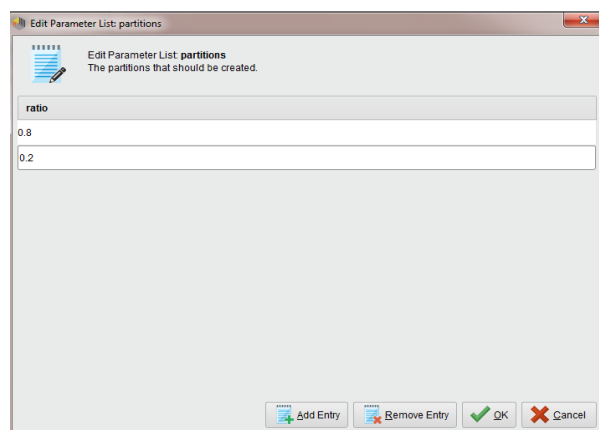 Edit Parameter List: partitions
Edit Parameter List: partitions
The partitions that should be created.
ratio
0.8
0.2
Add Entry Remove Entry OK Cancel